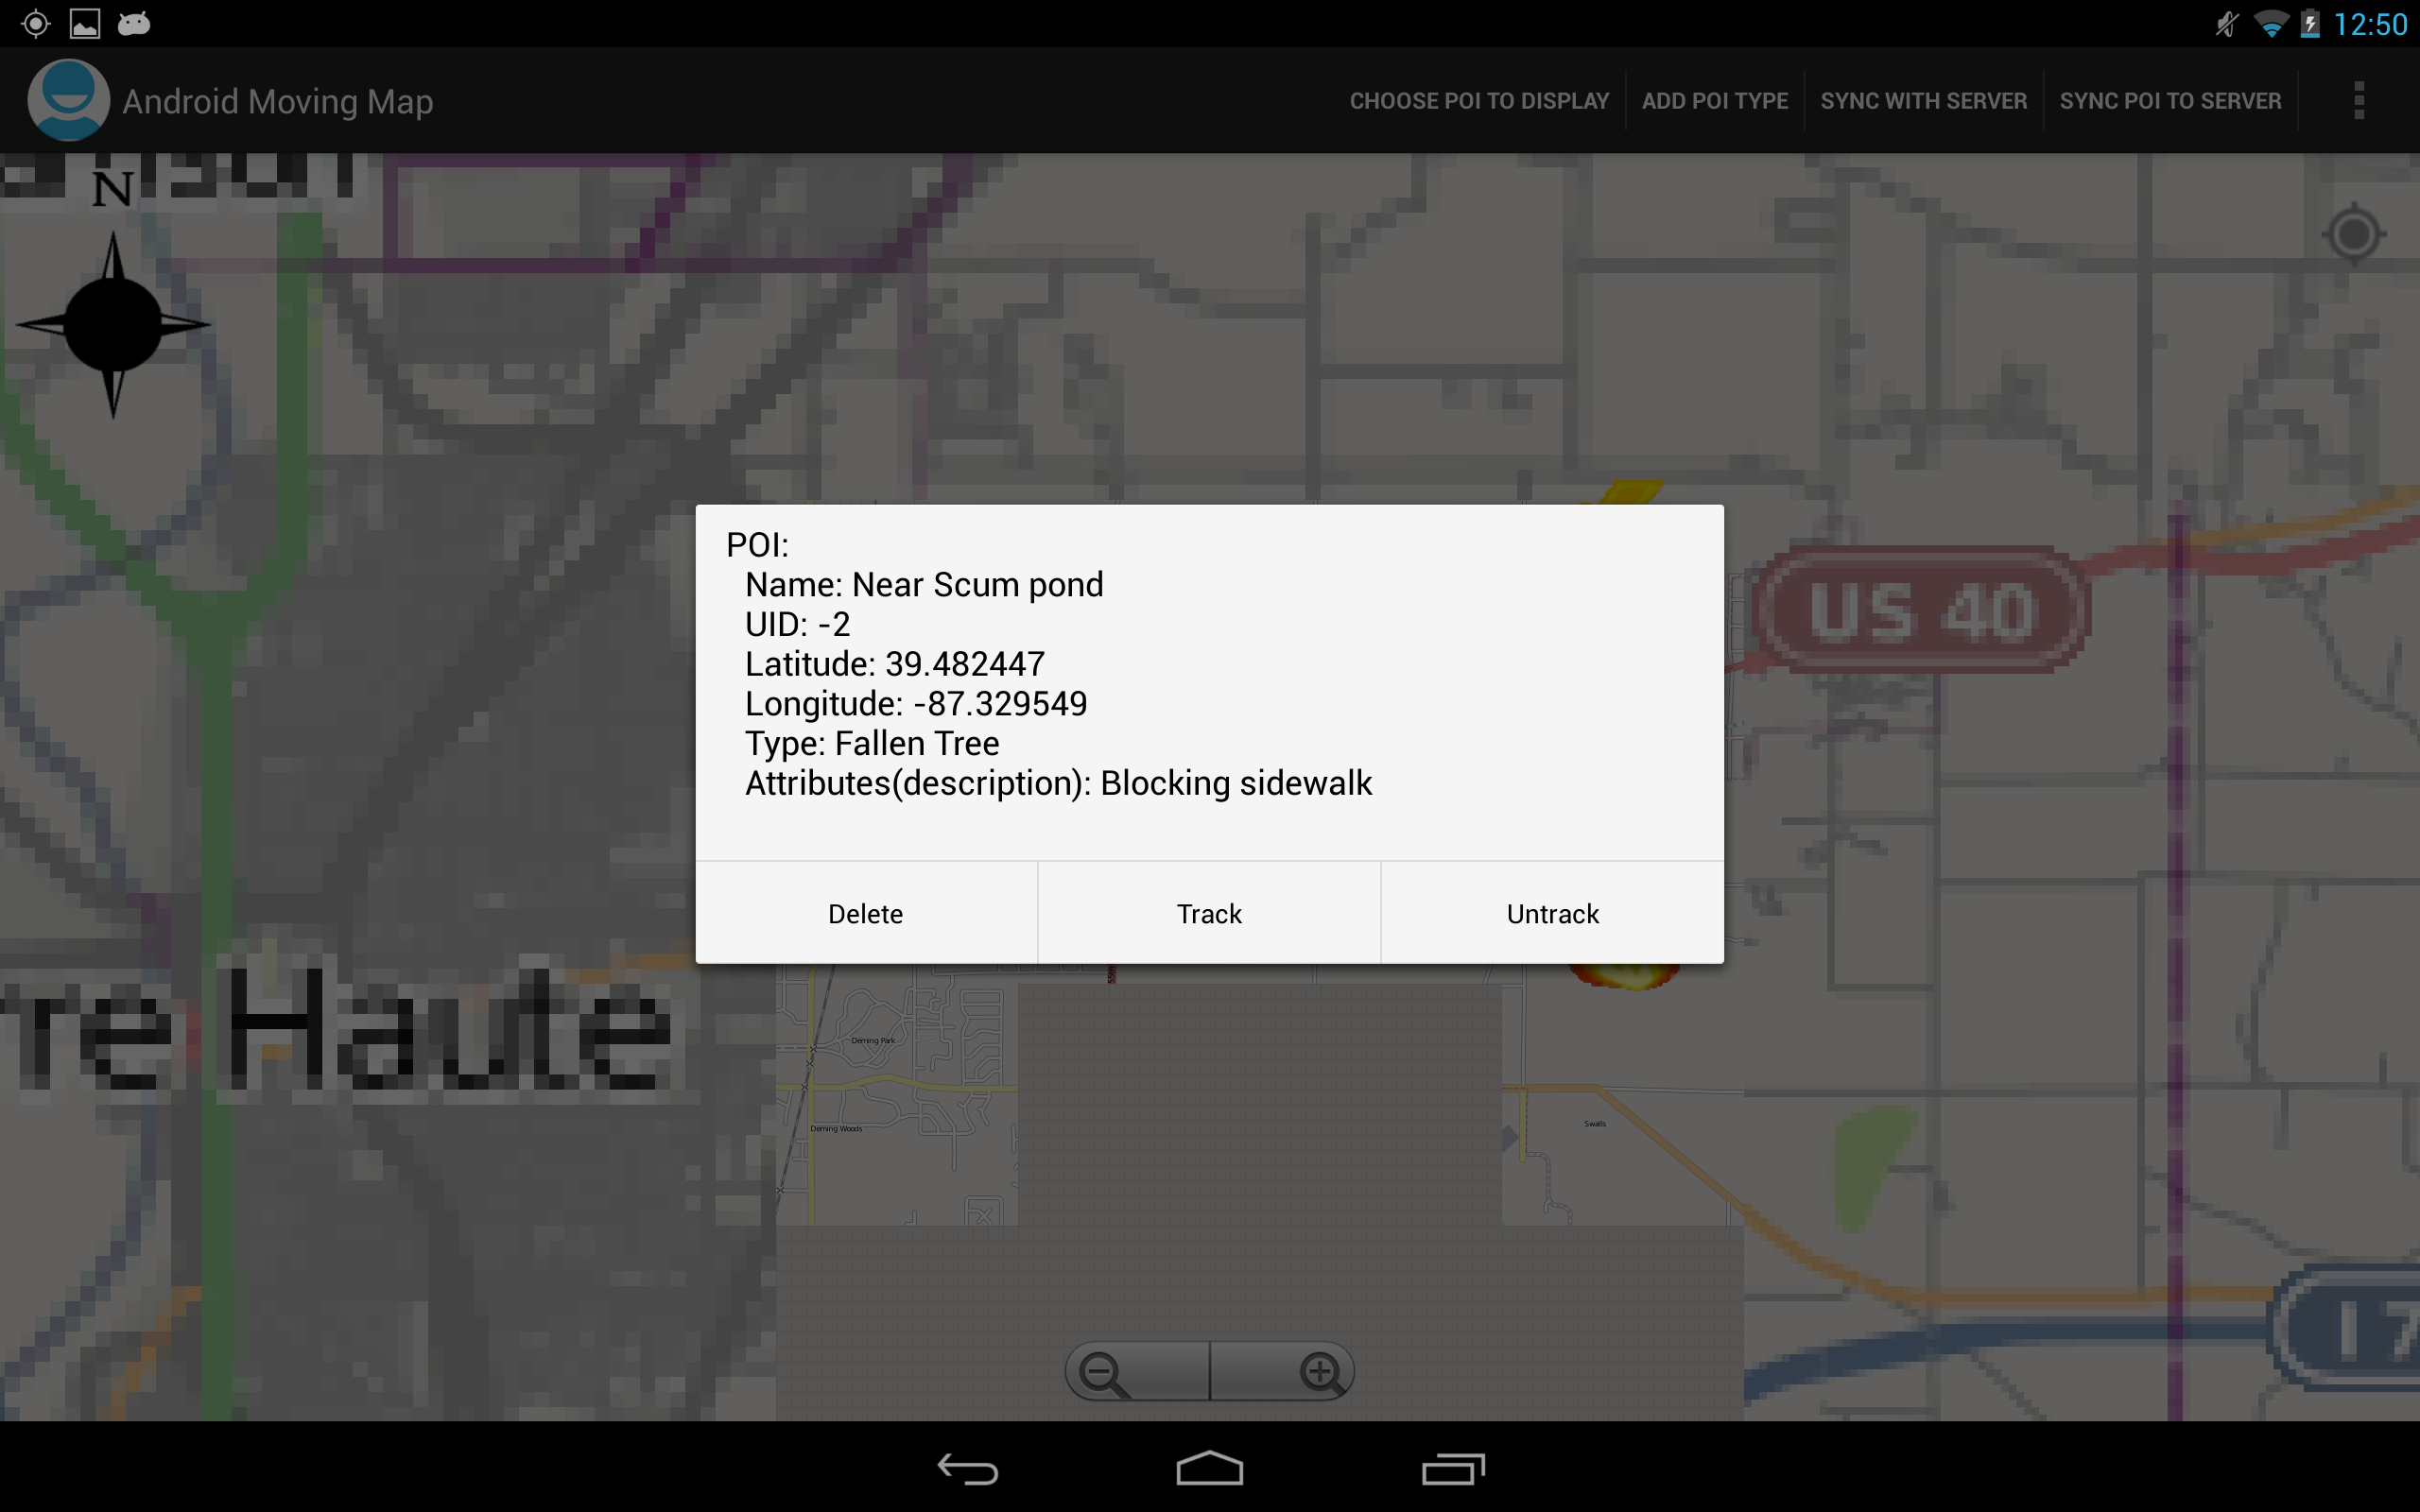 12:50
Android Moving Map
CHOOSE POI TO DISPLAY
ADD POI TYPE
SYNC WITH SERVER
SYNC POI TO SERVER
N
POI:
Name: Near Scum pond
UID: -2
Latitude: 39.482447
Longitude: -87.329549
Type: Fallen Tree
Attributes(description): Blocking sidewalk
Delete
Track
Untrack
US 40
re Haute
Deming Park
Deming Woods
Swalls
I 7